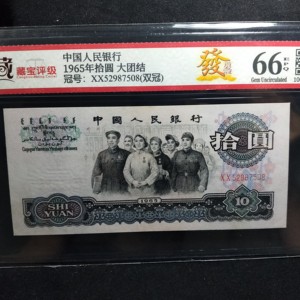 藏宝评级
中国人民银行
1965年拾圆 大团结
冠号：XX52987508(双冠)
發
66 EPQ
Gem Uncirculated
中国人民银行
拾圆
XX52987508
SHI
YUAN
1965
10